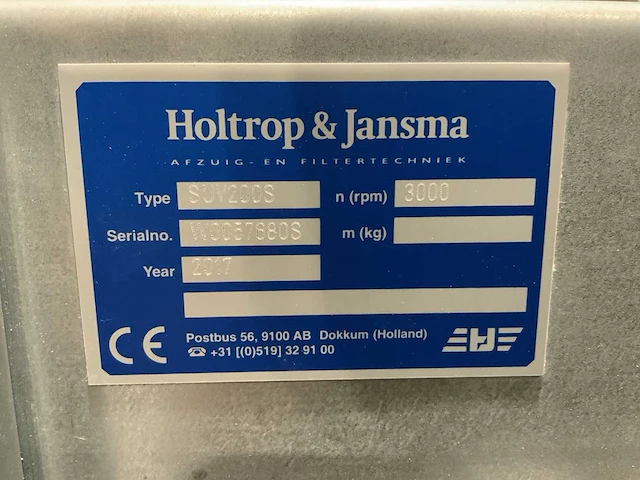 Holtrop & Jansma
AFZUIG- EN FILTERTECHNIEK
Type SUV200S n (rpm) 3000
Serialno. W0057680S m (kg)
Year 2017
CE Postbus 56, 9100 AB Dokkum (Holland)
☎ +31 [(0)519] 32 91 00